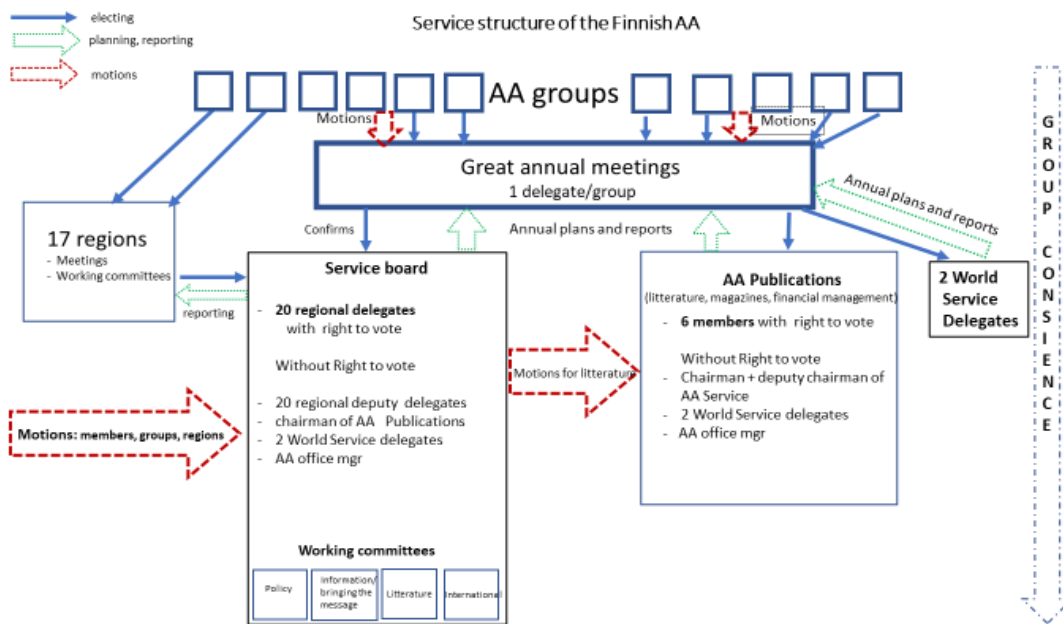 Service structure of the Finnish AA
electing
planning, reporting
motions
AA groups
Motions
Motions
Great annual meetings
1 delegate/group
Annual plans and reports
GROUP CONSIENCE
17 regions
- Meetings
- Working committees
Confirms
Annual plans and reports
reporting
Service board
- 20 regional delegates
with right to vote
Without Right to vote
- 20 regional deputy delegates
- chairman of AA Publications
- 2 World Service delegates
- AA office mgr
Working committees
Policy
Information/
bringing the
message
Litterature
International
Motions: members, groups, regions
Motions for litterature
AA Publications
(litterature, magazines, financial management)
- 6 members with right to vote
Without Right to vote
- Chairman + deputy chairman of
AA Service
- 2 World Service delegates
- AA office mgr
2 World
Service
Delegates